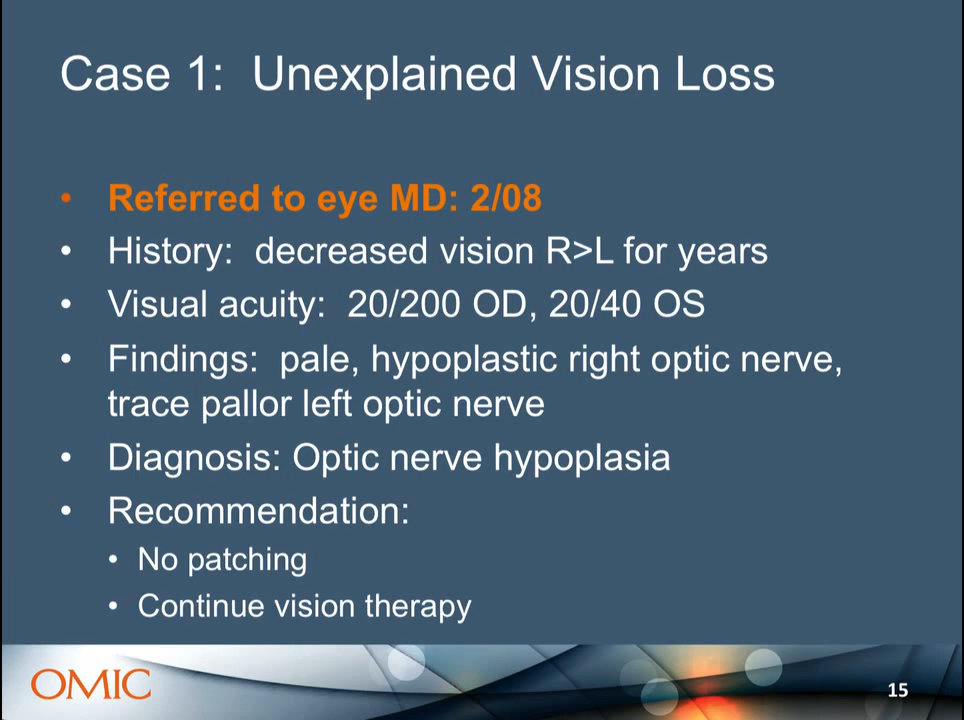 Case 1:  Unexplained Vision Loss
• Referred to eye MD: 2/08
• History:  decreased vision R>L for years
• Visual acuity:  20/200 OD, 20/40 OS
• Findings:  pale, hypoplastic right optic nerve,
trace pallor left optic nerve
• Diagnosis: Optic nerve hypoplasia
• Recommendation:
• No patching
• Continue vision therapy
OMIC
15